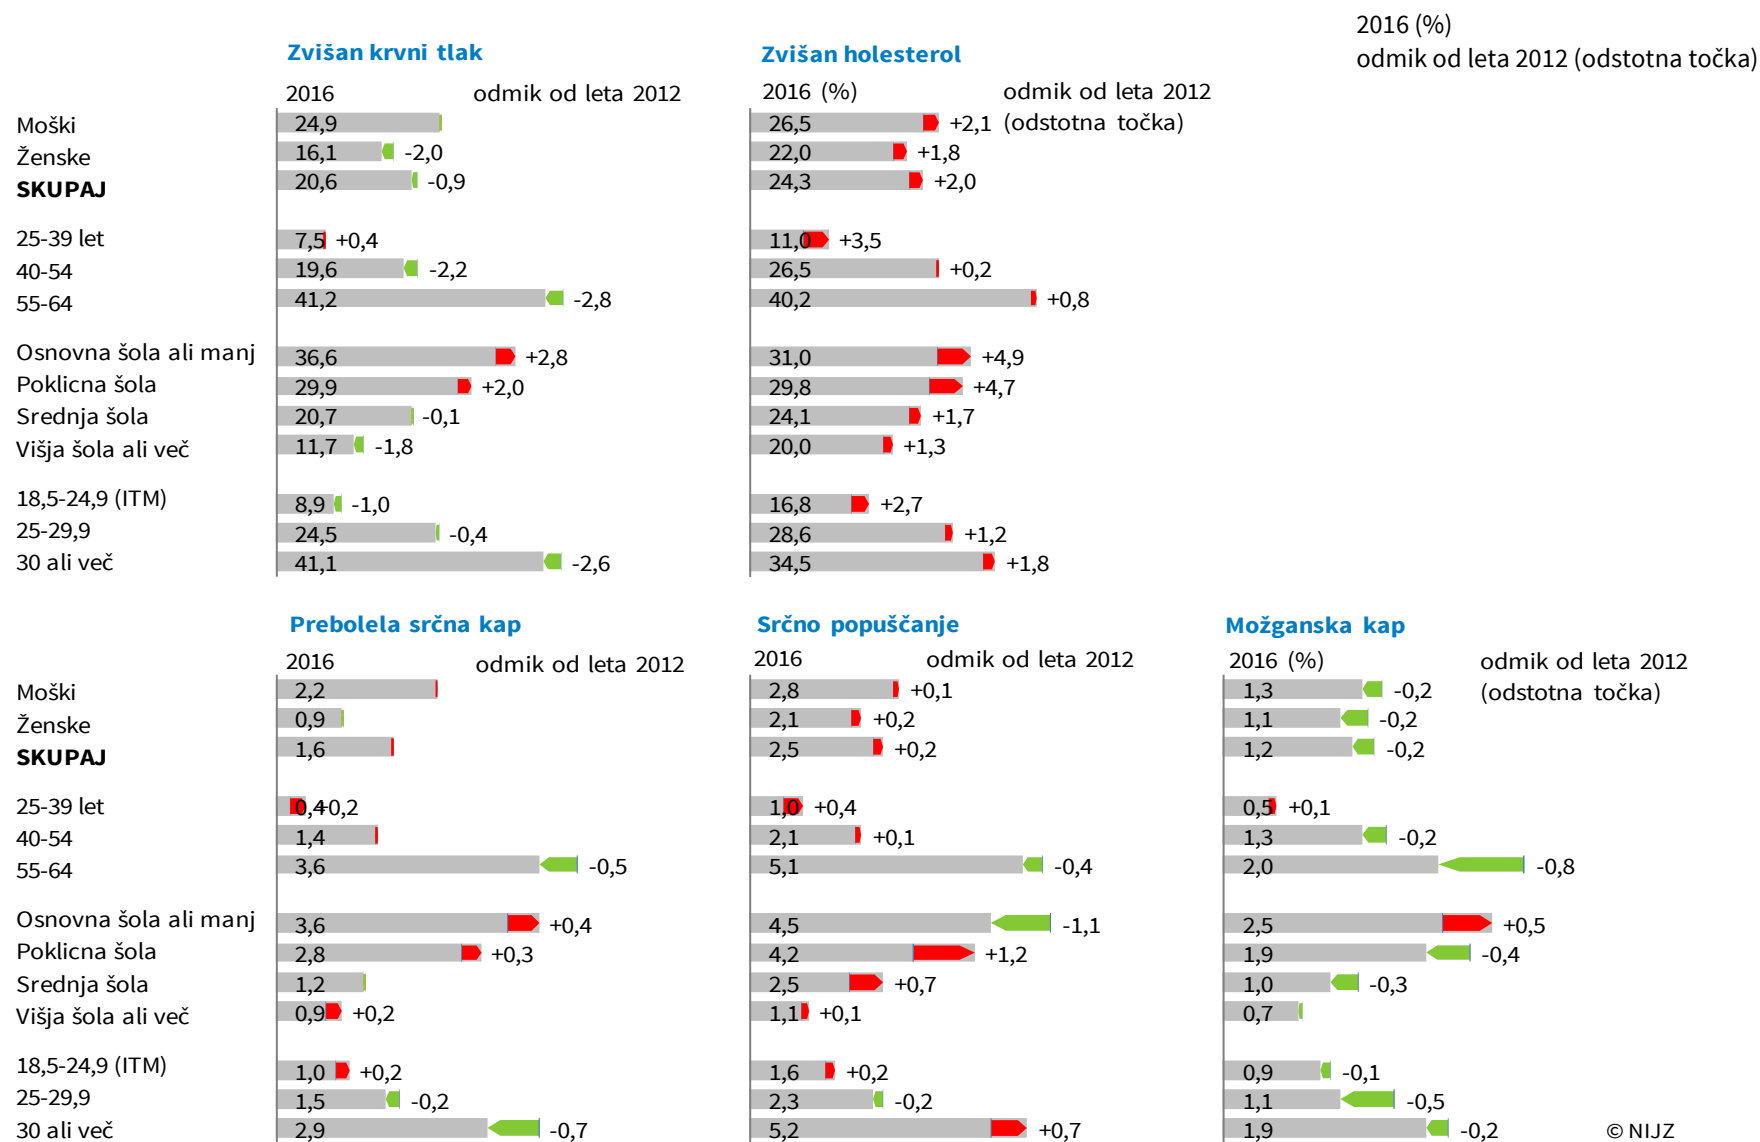 2016 (%)
odmik od leta 2012 (odstotna točka)
Zvišan krvni tlak Zvišan holesterol
2016 odmik od leta 2012 2016 (%) odmik od leta 2012
(odstotna točka)
Moški 24,9 26,5 +2,1
Ženske 16,1 -2,0 22,0 +1,8
SKUPAJ 20,6 -0,9 24,3 +2,0
25-39 let 7,5 +0,4 11,0 +3,5
40-54 19,6 -2,2 26,5 +0,2
55-64 41,2 -2,8 40,2 +0,8
Osnovna šola ali manj 36,6 +2,8 31,0 +4,9
Poklicna šola 29,9 +2,0 29,8 +4,7
Srednja šola 20,7 -0,1 24,1 +1,7
Višja šola ali več 11,7 -1,8 20,0 +1,3
18,5-24,9 (ITM) 8,9 -1,0 16,8 +2,7
25-29,9 24,5 -0,4 28,6 +1,2
30 ali več 41,1 -2,6 34,5 +1,8
Prebolela srčna kap Srčno popuščanje Možganska kap
2016 odmik od leta 2012 2016 odmik od leta 2012 2016 (%) odmik od leta 2012
(odstotna točka)
Moški 2,2 2,8 +0,1 1,3 -0,2
Ženske 0,9 2,1 +0,2 1,1 -0,2
SKUPAJ 1,6 2,5 +0,2 1,2 -0,2
25-39 let 0,4 +0,2 1,0 +0,4 0,5 +0,1
40-54 1,4 2,1 +0,1 1,3 -0,2
55-64 3,6 -0,5 5,1 -0,4 2,0 -0,8
Osnovna šola ali manj 3,6 +0,4 4,5 -1,1 2,5 +0,5
Poklicna šola 2,8 +0,3 4,2 +1,2 1,9 -0,4
Srednja šola 1,2 2,5 +0,7 1,0 -0,3
Višja šola ali več 0,9 +0,2 1,1 +0,1 0,7
18,5-24,9 (ITM) 1,0 +0,2 1,6 +0,2 0,9 -0,1
25-29,9 1,5 -0,2 2,3 -0,2 1,1 -0,5
30 ali več 2,9 -0,7 5,2 +0,7 1,9 -0,2
© NIJZ